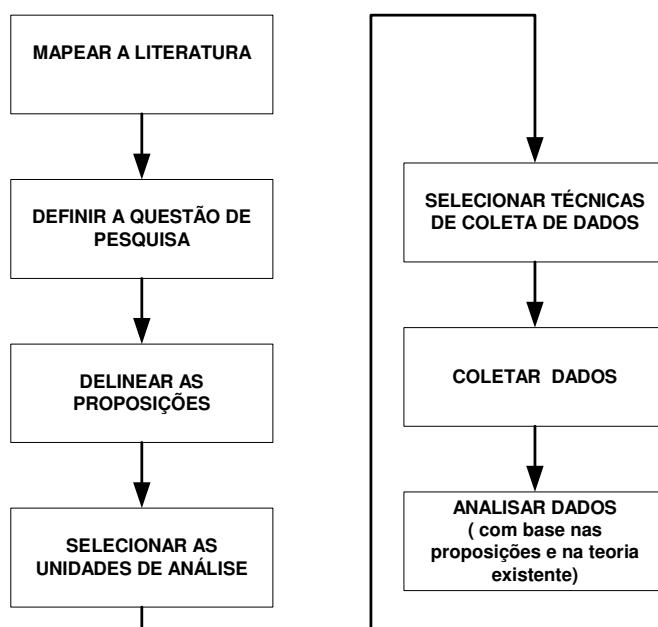 MAPEAR A LITERATURA
DEFINIR A QUESTÃO DE
PESQUISA
DELINEAR AS
PROPOSIÇÕES
SELECIONAR AS
UNIDADES DE ANÁLISE
SELECIONAR TÉCNICAS
DE COLETA DE DADOS
COLETAR DADOS
ANALISAR DADOS
( com base nas
proposições e na teoria
existente)